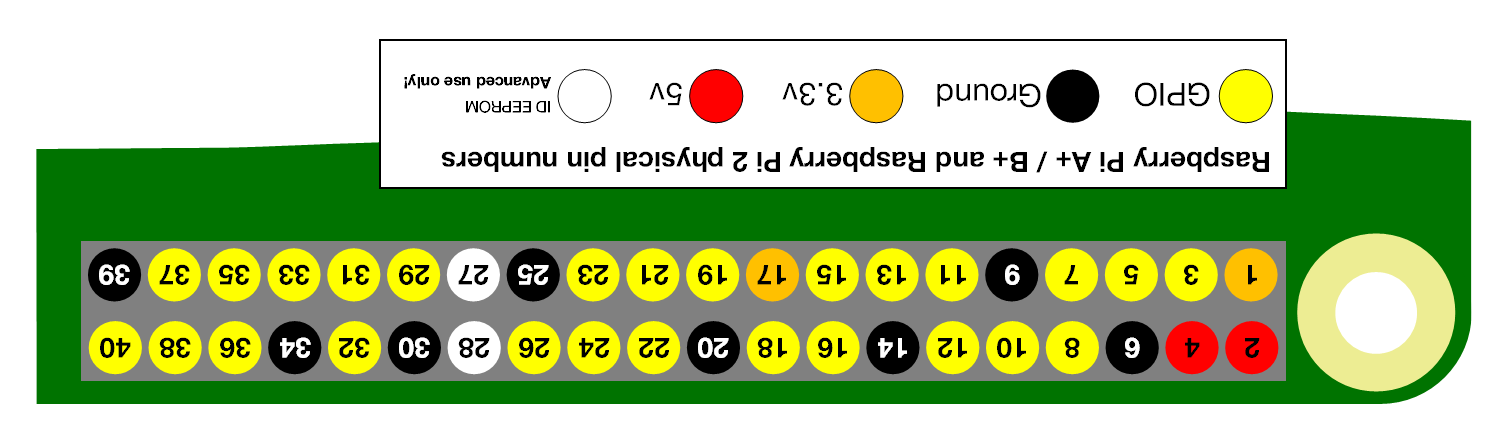 2 4 6 8 10 12 14 16 18 20 22 24 26 28 30 32 34 36 38 40
1 3 5 7 9 11 13 15 17 19 21 23 25 27 29 31 33 35 37 39
Raspberry Pi A+ / B+ and Raspberry Pi 2 physical pin numbers
GPIO Ground 3.3v 5v ID EEPROM
Advanced use only!